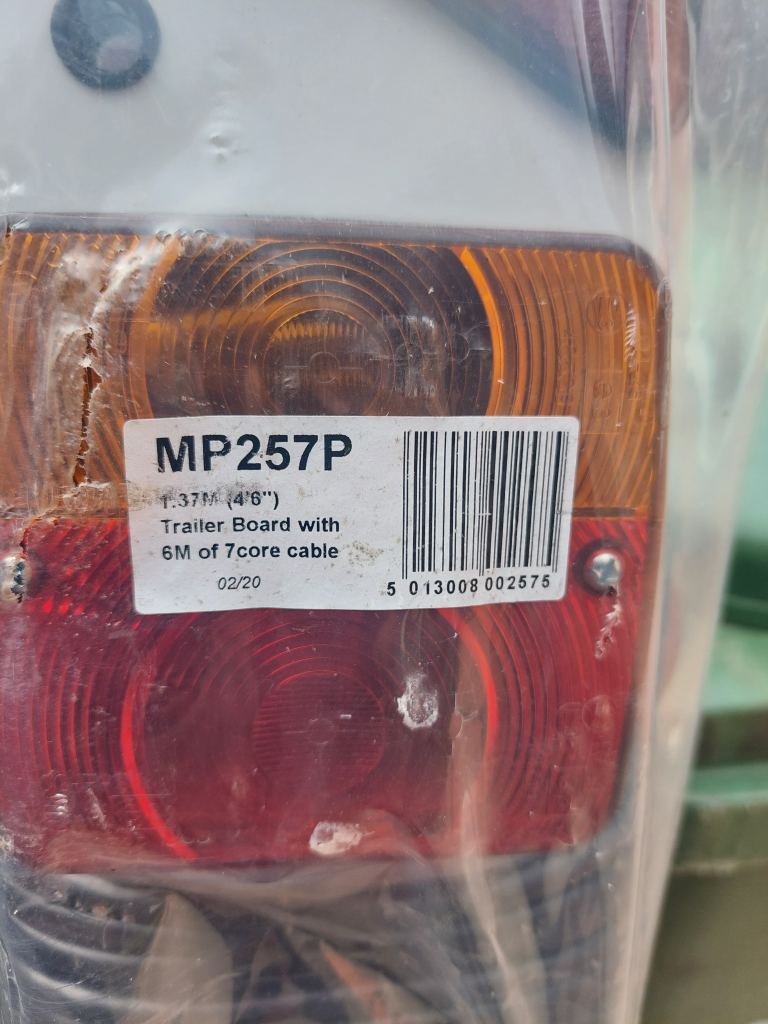 MP257P
1.37M (4'6")
Trailer Board with
6M of 7core cable
02/20
5 013008 002575